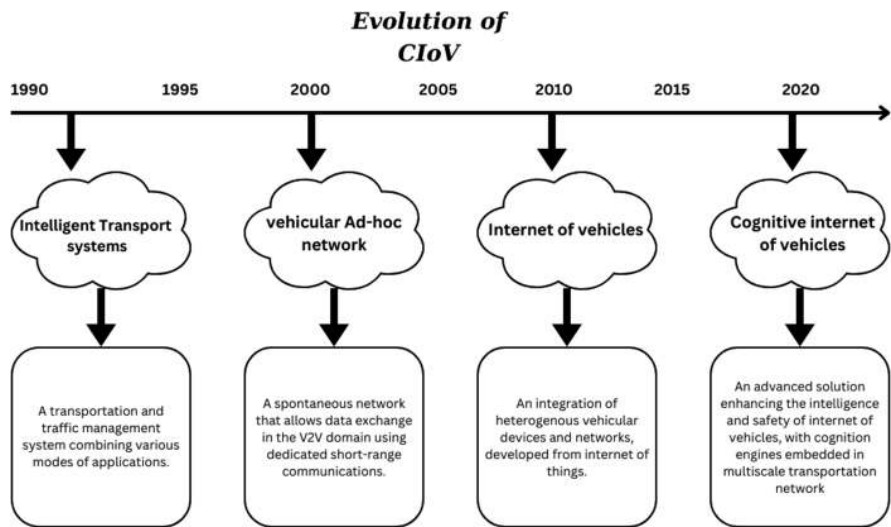 Evolution of
CIoV
1990 1995 2000 2005 2010 2015 2020
Intelligent Transport
systems
vehicular Ad-hoc
network
Internet of vehicles
Cognitive internet
of vehicles
A transportation and
traffic management
system combining various
modes of applications.
A spontaneous network
that allows data exchange
in the V2V domain using
dedicated short-range
communications.
An integration of
heterogenous vehicular
devices and networks,
developed from internet of
things.
An advanced solution
enhancing the intelligence
and safety of internet of
vehicles, with cognition
engines embedded in
multiscale transportation
network